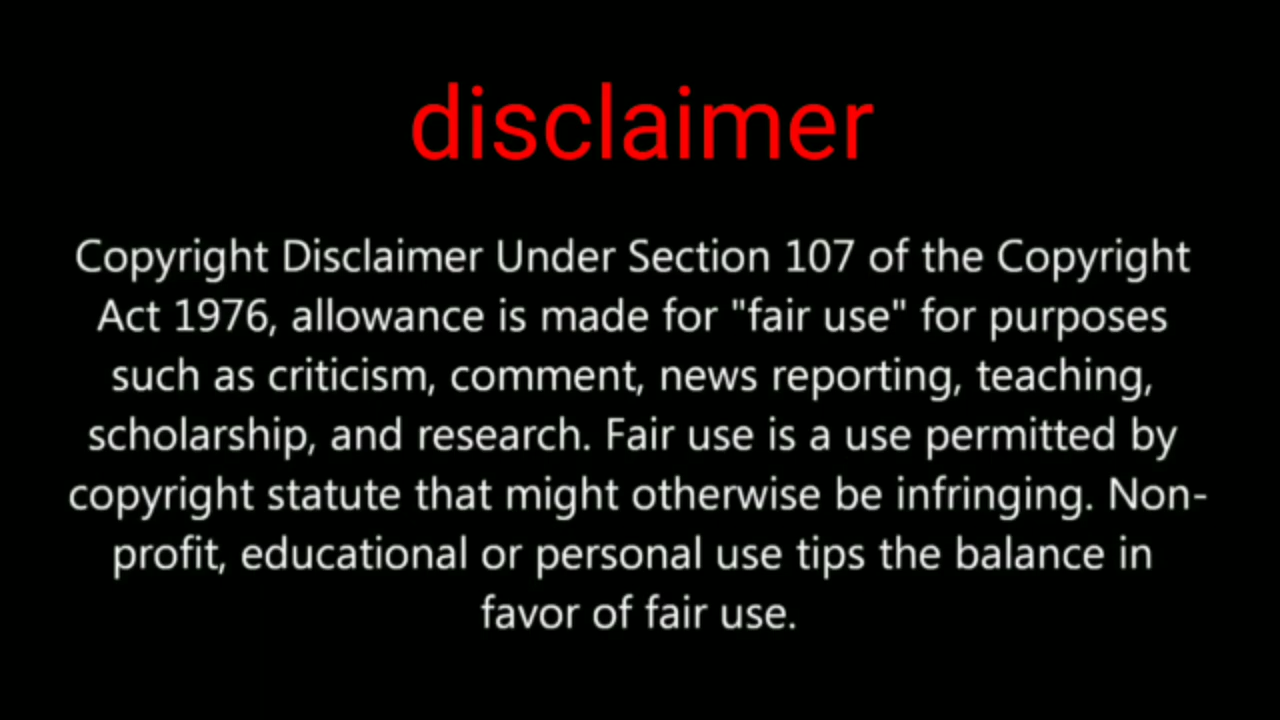 disclaimer
Copyright Disclaimer Under Section 107 of the Copyright
Act 1976, allowance is made for "fair use" for purposes
such as criticism, comment, news reporting, teaching,
scholarship, and research. Fair use is a use permitted by
copyright statute that might otherwise be infringing. Non-
profit, educational or personal use tips the balance in
favor of fair use.